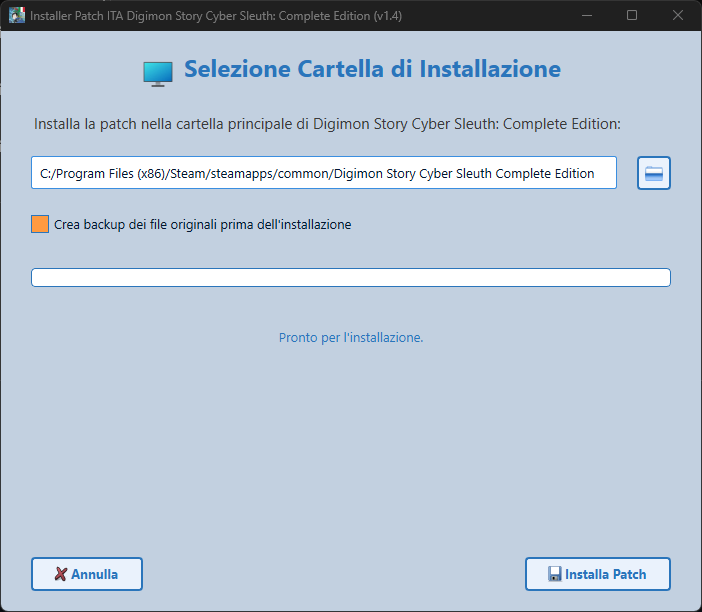 Installer Patch ITA Digimon Story Cyber Sleuth: Complete Edition (v1.4)
Selezione Cartella di Installazione
Installa la patch nella cartella principale di Digimon Story Cyber Sleuth: Complete Edition:
C:/Program Files (x86)/Steam/steamapps/common/Digimon Story Cyber Sleuth Complete Edition
Crea backup dei file originali prima dell'installazione
Pronto per l'installazione.
Annulla
Installa Patch